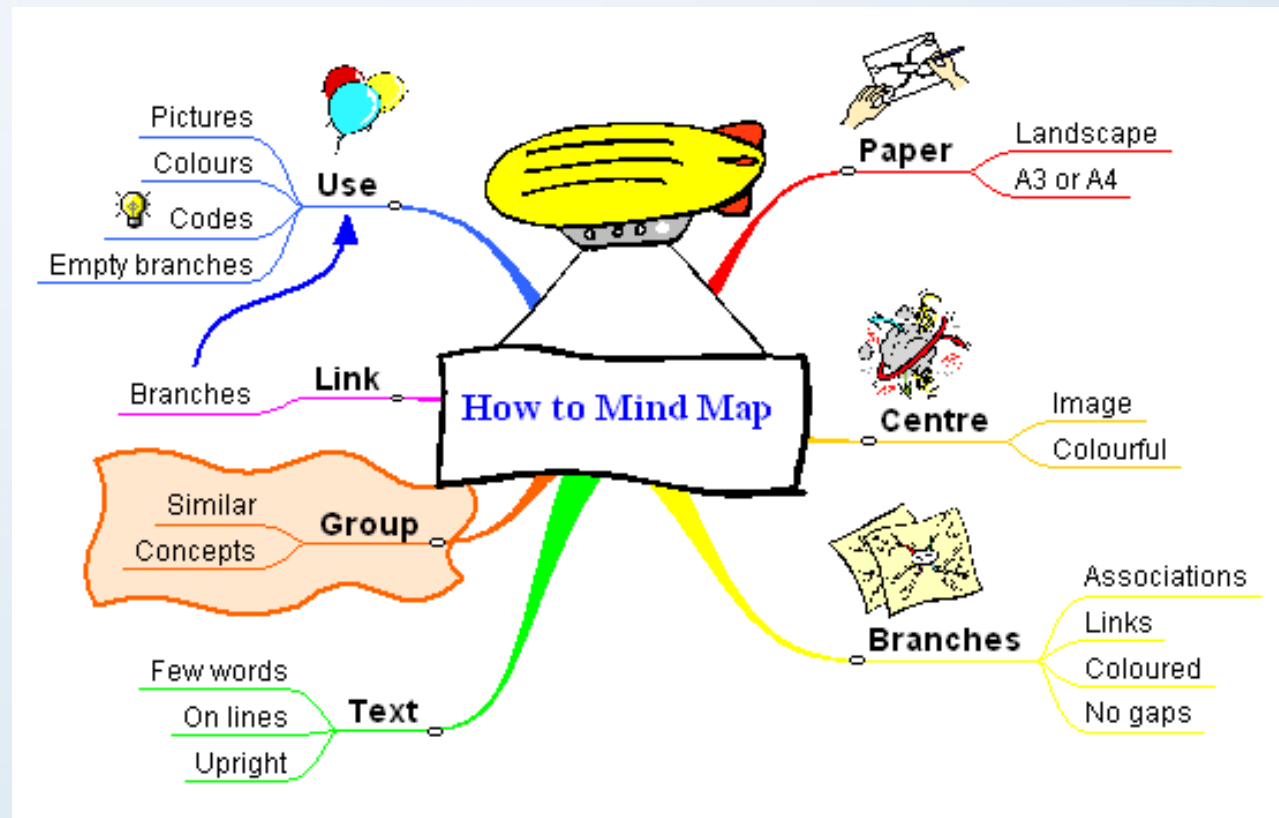 How to Mind Map
Paper
Landscape
A3 or A4
Centre
Image
Colourful
Branches
Associations
Links
Coloured
No gaps
Text
Few words
On lines
Upright
Group
Similar
Concepts
Link
Branches
Use
Pictures
Colours
Codes
Empty branches